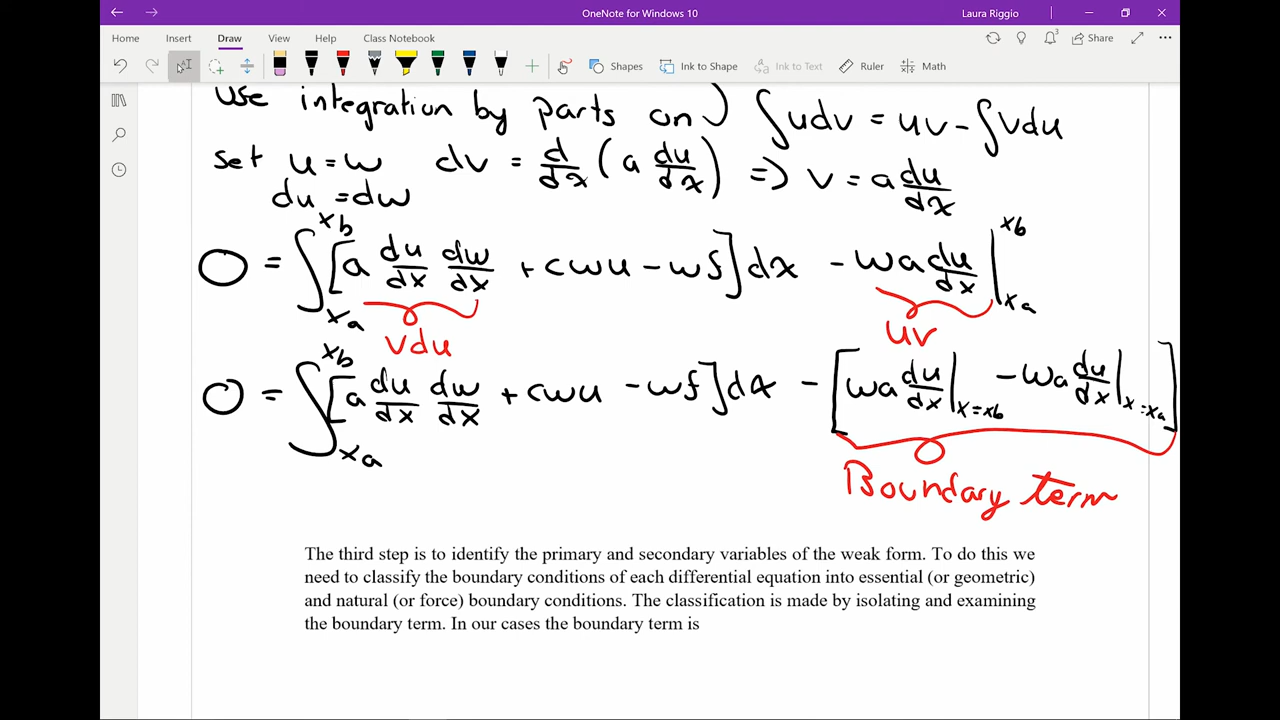 OneNote for Windows 10
Laura Riggio
Home Insert Draw View Help Class Notebook
Share
Shapes Ink to Shape Ink to Text Ruler Math
Use integration by parts on ) ∫udv = uv - ∫vdu
set u = w dv = d/dx (a du/dx) => v = a du/dx
du = dw
0 = ∫_xa^xb [a du/dx dw/dx + cwu - wf] dx - wa du/dx |_xa^xb
vdu uv
0 = ∫_xa^xb [a du/dx dw/dx + cwu - wf] dx - [wa du/dx |_x=xb - wa du/dx |_x=xa]
Boundary term
The third step is to identify the primary and secondary variables of the weak form. To do this we
need to classify the boundary conditions of each differential equation into essential (or geometric)
and natural (or force) boundary conditions. The classification is made by isolating and examining
the boundary term. In our cases the boundary term is